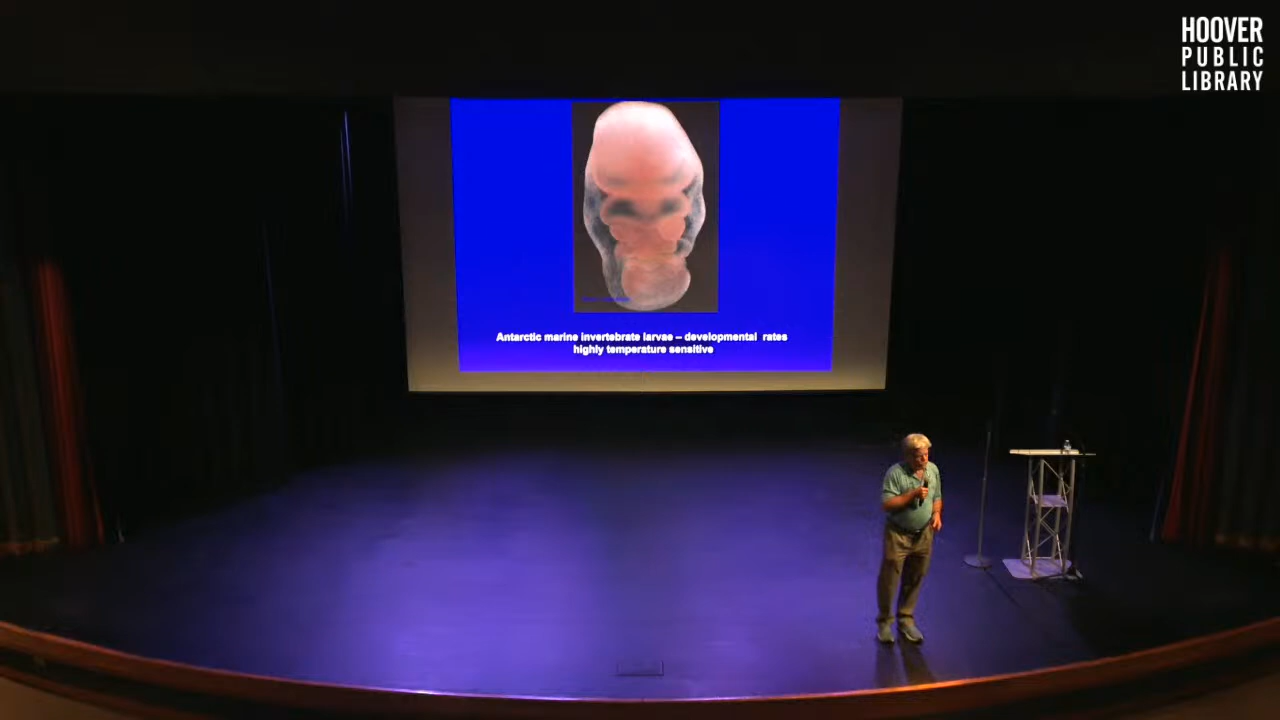 HOOVER
PUBLIC
LIBRARY
Antarctic marine invertebrate larvae – developmental rates
highly temperature sensitive